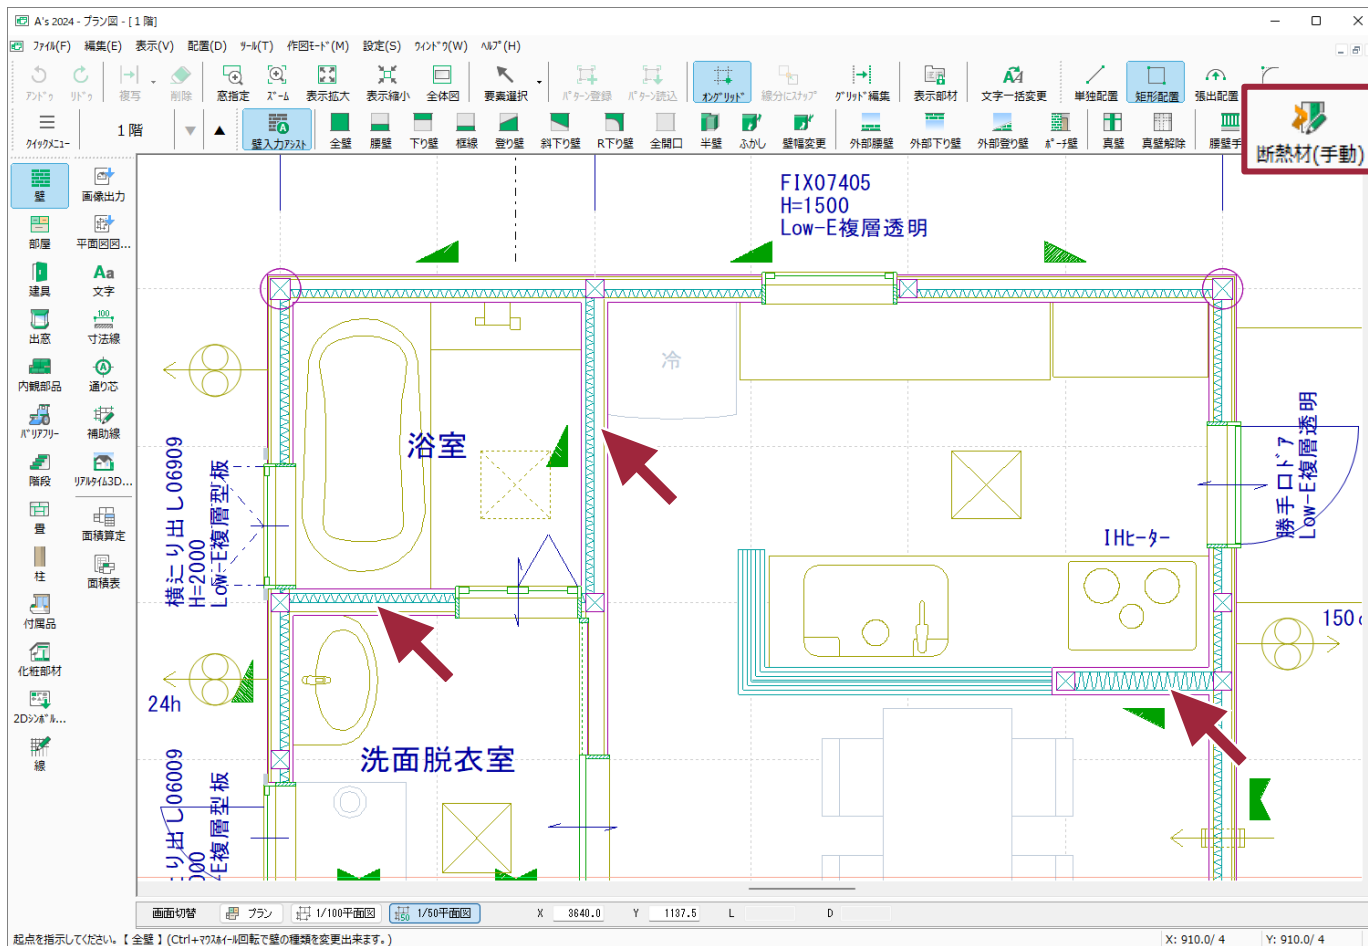 A's 2024 - プラン図 - [1 階]
ファイル(F) 編集(E) 表示(V) 配置(D) ツール(T) 作図モード(M) 設定(S) ウィンドウ(W) ヘルプ(H)
アンドゥ リドゥ 複写 削除 窓指定 ズーム 表示拡大 表示縮小 全体図 要素選択 パターン登録 パターン読込 オングリッド 線分にスナップ グリッド編集 表示部材 文字一括変更 単独配置 矩形配置 張出配置
クイックメニュー 1 階 壁入力アシスト 全壁 腰壁 下り壁 框線 登り壁 斜下り壁 R下り壁 全開口 半壁 ふかし 壁幅変更 外部腰壁 外部下り壁 外部登り壁 ポーチ壁 真壁 真壁解除 腰壁手
断熱材(手動)
壁 画像出力
部屋 平面図図...
建具 文字
出窓 寸法線
内観部品 通り芯
バリアフリー 補助線
階段 リアルタイム3D...
畳 面積算定
柱 面積表
付属品
化粧部材
2Dシンボル...
線
FIX07405
H=1500
Low-E複層透明
冷
浴室
横辷り出し06909
H=2000
Low-E複層型板
勝手口ドア
Low-E複層透明
IHヒーター
150
24h
洗面脱衣室
り出し06009
000
E複層型板
画面切替 プラン 1/100平面図 1/50平面図 X 3640.0 Y 1137.5 L D
起点を指示してください。【 全壁 】(Ctrl+マウスホイール回転で壁の種類を変更出来ます。)
X: 910.0/ 4 Y: 910.0/ 4